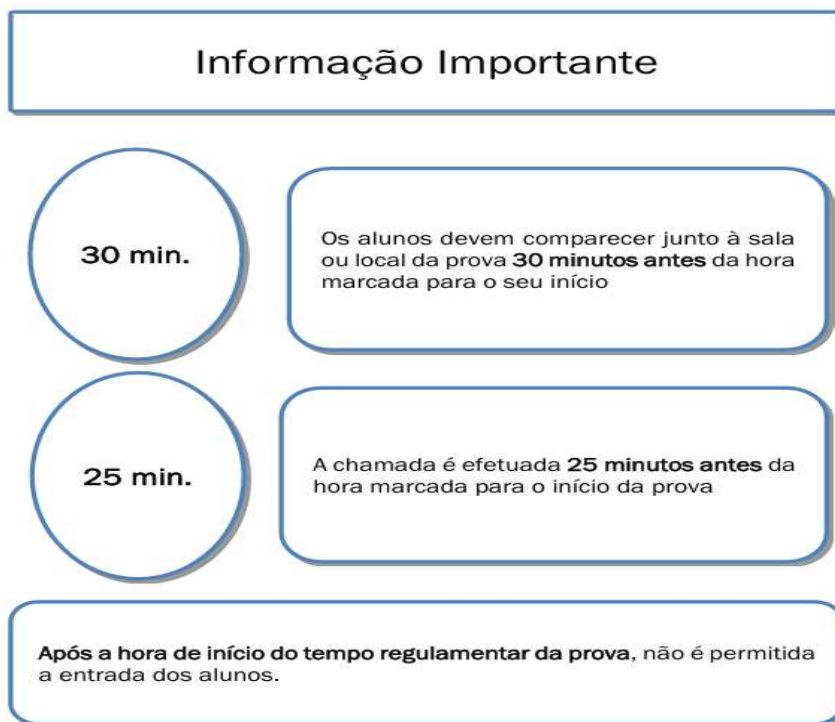 Informação Importante
30 min.
Os alunos devem comparecer junto à sala
ou local da prova 30 minutos antes da hora
marcada para o seu início
25 min.
A chamada é efetuada 25 minutos antes da
hora marcada para o início da prova
Após a hora de início do tempo regulamentar da prova, não é permitida
a entrada dos alunos.